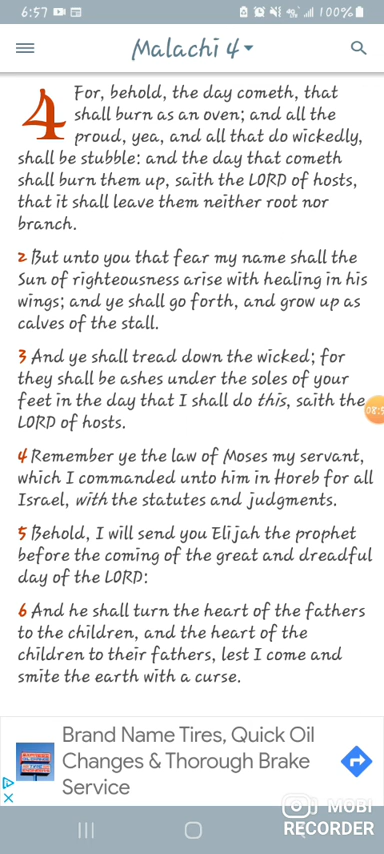 6:57 100%
Malachi 4
4 For, behold, the day cometh, that
shall burn as an oven; and all the
proud, yea, and all that do wickedly,
shall be stubble: and the day that cometh
shall burn them up, saith the LORD of hosts,
that it shall leave them neither root nor
branch.
2 But unto you that fear my name shall the
Sun of righteousness arise with healing in his
wings; and ye shall go forth, and grow up as
calves of the stall.
3 And ye shall tread down the wicked; for
they shall be ashes under the soles of your
feet in the day that I shall do this, saith the
LORD of hosts.
4 Remember ye the law of Moses my servant,
which I commanded unto him in Horeb for all
Israel, with the statutes and judgments.
5 Behold, I will send you Elijah the prophet
before the coming of the great and dreadful
day of the LORD:
6 And he shall turn the heart of the fathers
to the children, and the heart of the
children to their fathers, lest I come and
smite the earth with a curse.
Brand Name Tires, Quick Oil
Changes & Thorough Brake
Service
MOBI
RECORDER